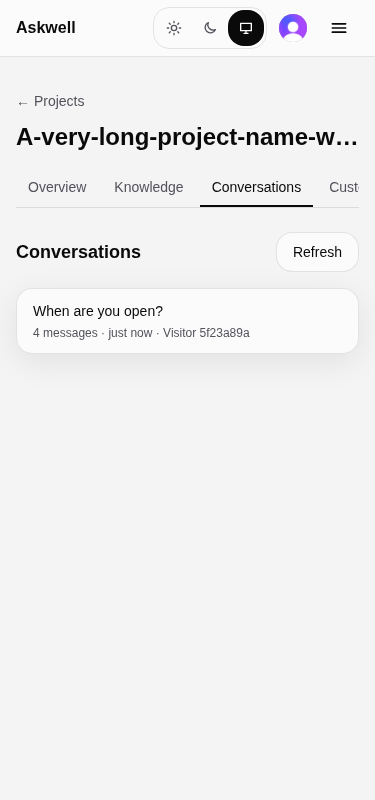 Askwell
← Projects
A-very-long-project-name-w…
Overview Knowledge Conversations Cust
Conversations
Refresh
When are you open?
4 messages · just now · Visitor 5f23a89a